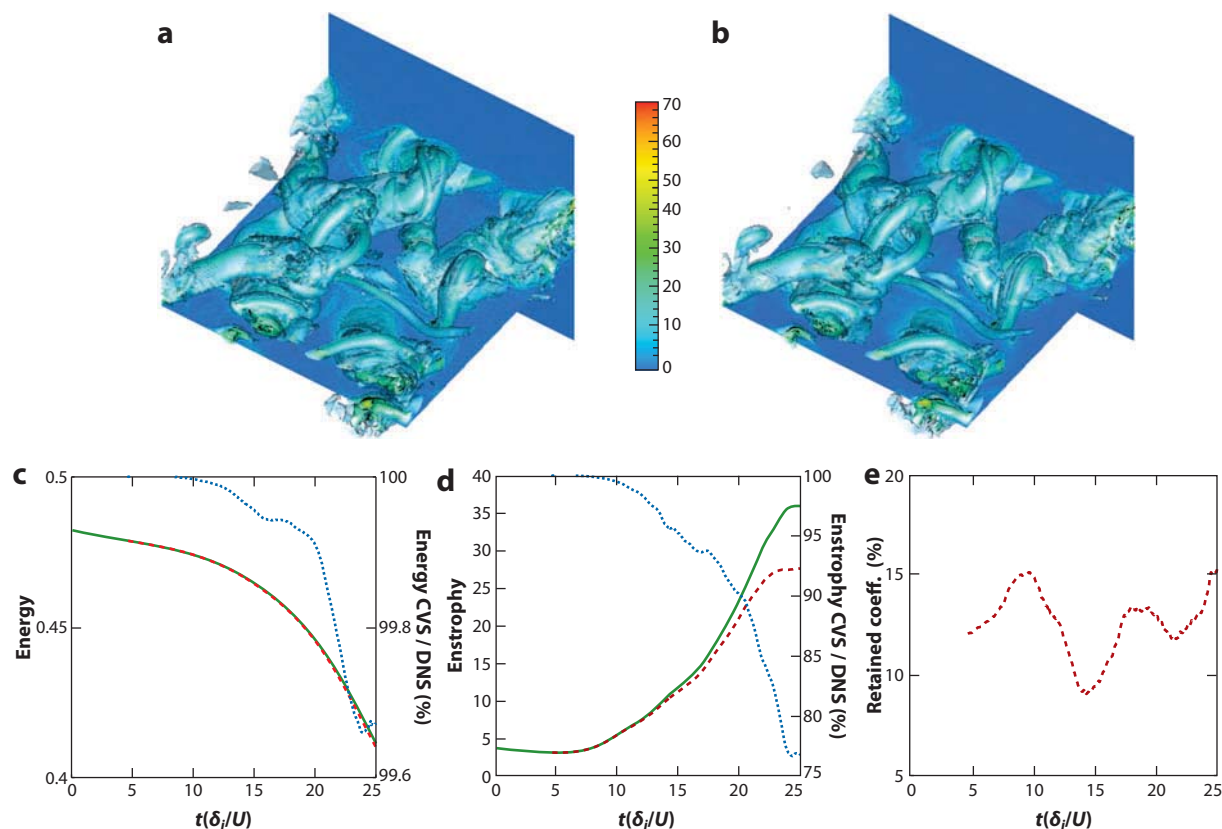 a
b
70
60
50
40
30
20
10
0
c
0.5
0.45
0.4
Energy
100
99.8
99.6
Energy CVS / DNS (%)
0 5 10 15 20 25
t(δi/U)
d
40
35
30
25
20
15
10
5
0
Enstrophy
100
95
90
85
80
75
Enstrophy CVS / DNS (%)
0 5 10 15 20 25
t(δi/U)
e
20
15
10
5
Retained coeff. (%)
0 5 10 15 20 25
t(δi/U)